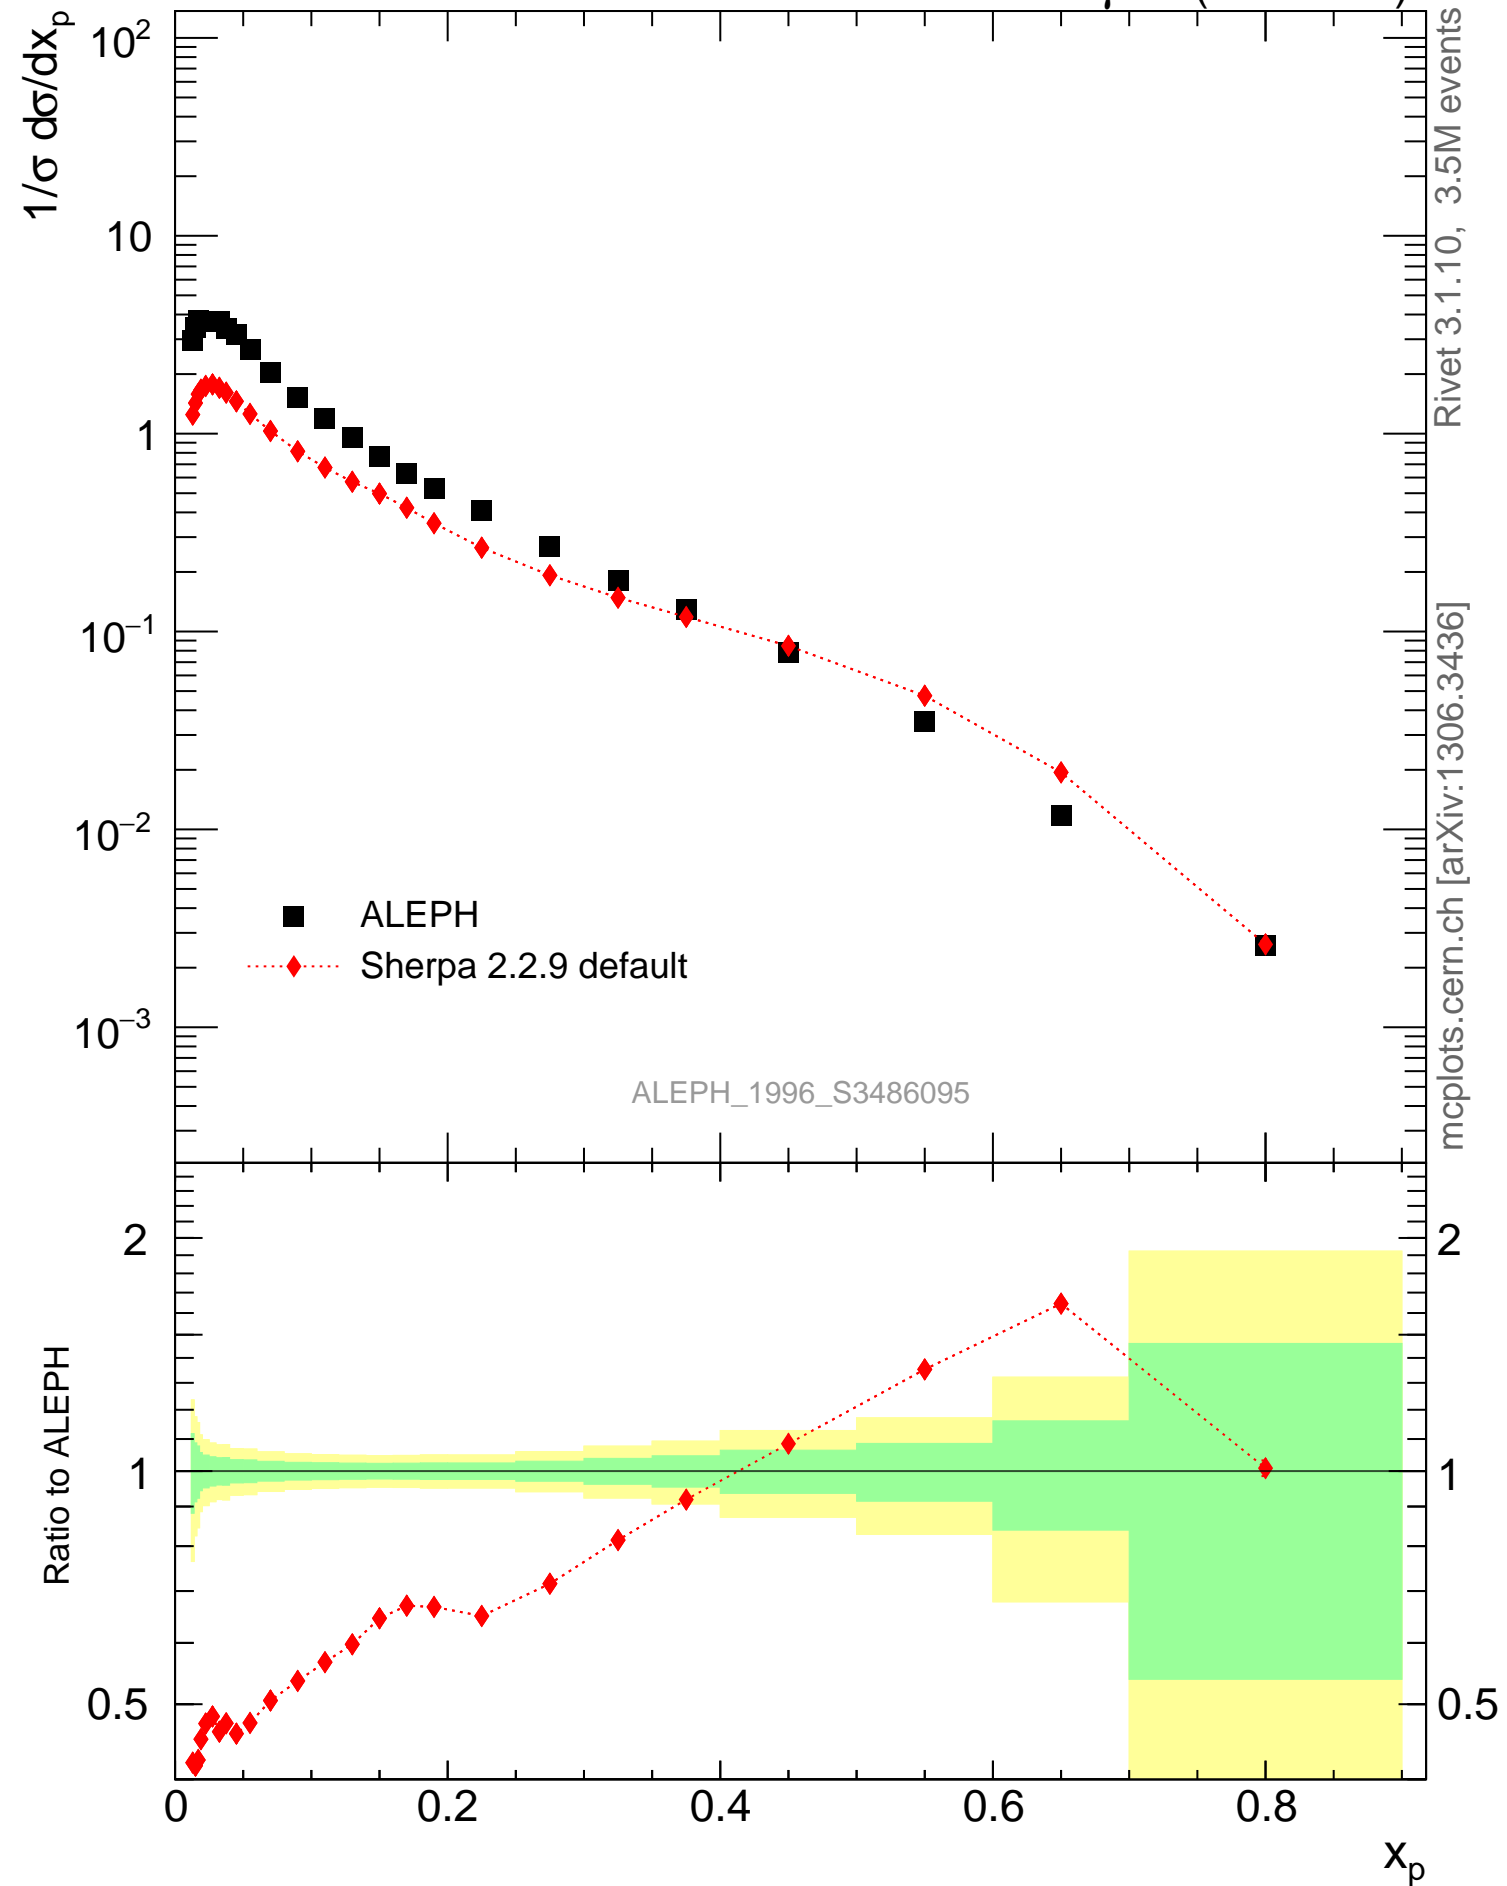 1/σ dσ/dxₚ
10²
10
1
10⁻¹
10⁻²
10⁻³
ALEPH
Sherpa 2.2.9 default
ALEPH_1996_S3486095
Rivet 3.1.10, 3.5M events
mcplots.cern.ch [arXiv:1306.3436]
Ratio to ALEPH
2
1
0.5
2
1
0.5
0
0.2
0.4
0.6
0.8
xₚ